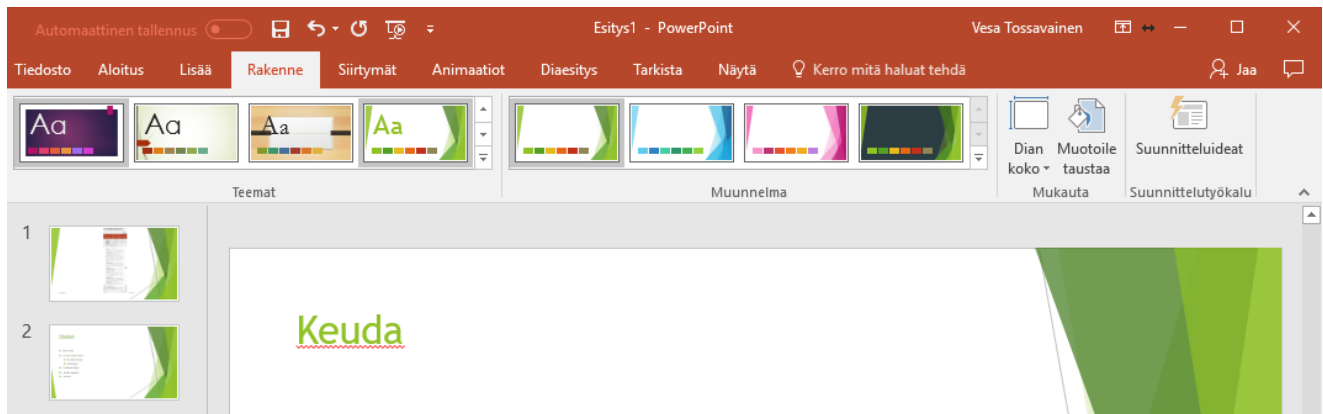 Automaattinen tallennus
Esitys1 - PowerPoint
Vesa Tossavainen
Tiedosto Aloitus Lisää Rakenne Siirtymät Animaatiot Diaesitys Tarkista Näytä Kerro mitä haluat tehdä Jaa
Aa Aa Aa Aa
Dian koko
Muotoile taustaa
Suunnitteluideat
Teemat Muunnelma Mukauta Suunnittelutyökalu
1
2
Keuda